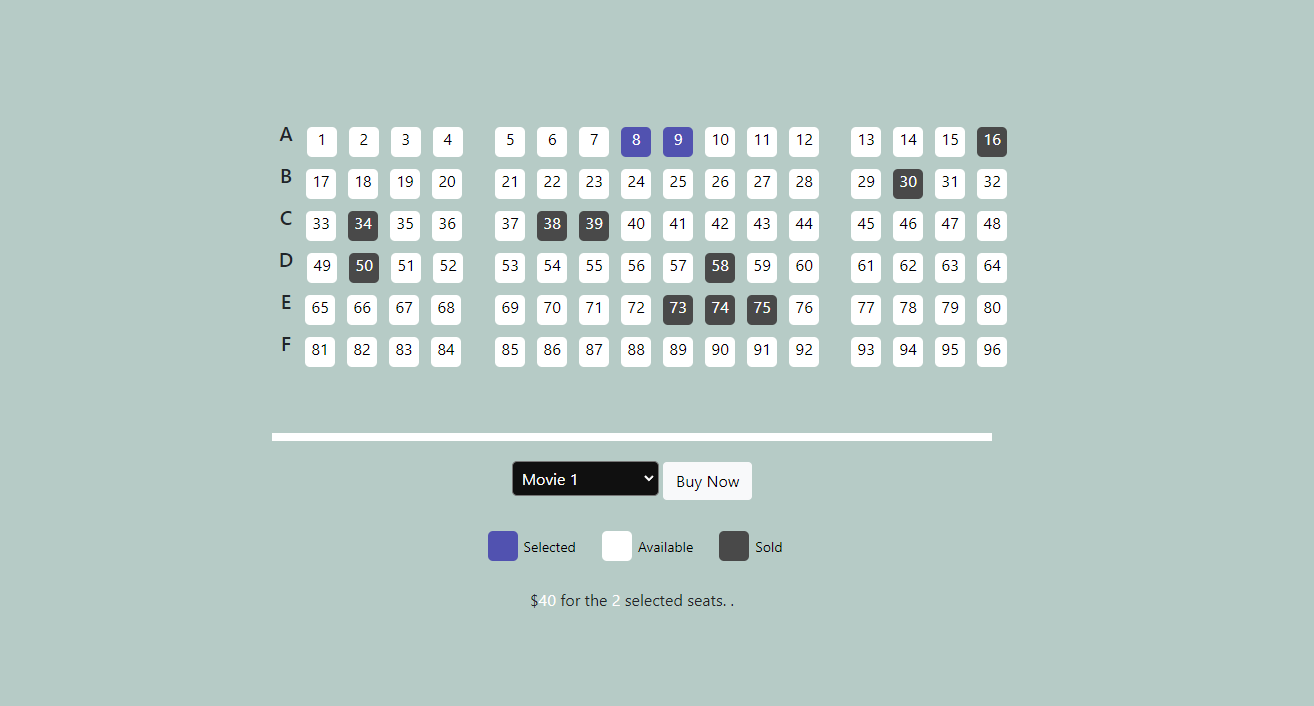 A 1 2 3 4 5 6 7 8 9 10 11 12 13 14 15 16
B 17 18 19 20 21 22 23 24 25 26 27 28 29 30 31 32
C 33 34 35 36 37 38 39 40 41 42 43 44 45 46 47 48
D 49 50 51 52 53 54 55 56 57 58 59 60 61 62 63 64
E 65 66 67 68 69 70 71 72 73 74 75 76 77 78 79 80
F 81 82 83 84 85 86 87 88 89 90 91 92 93 94 95 96
Movie 1 Buy Now
Selected Available Sold
$40 for the 2 selected seats. .